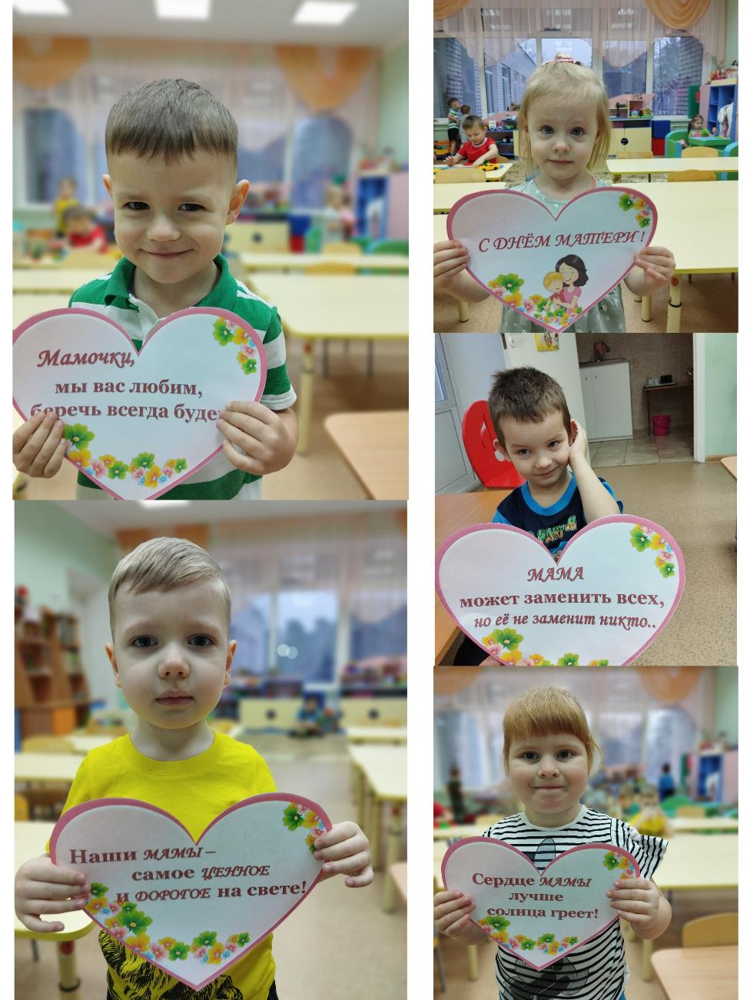 Мамочки,
мы вас любим,
беречь всегда
С ДНЁМ МАТЕРИ !
МАМА
может заменить всех,
но её не заменит никто..
Наши МАМЫ –
самое ЦЕННОЕ
и ДОРОГОЕ на свете!
Сердце МАМЫ
лучше
солнца греет!